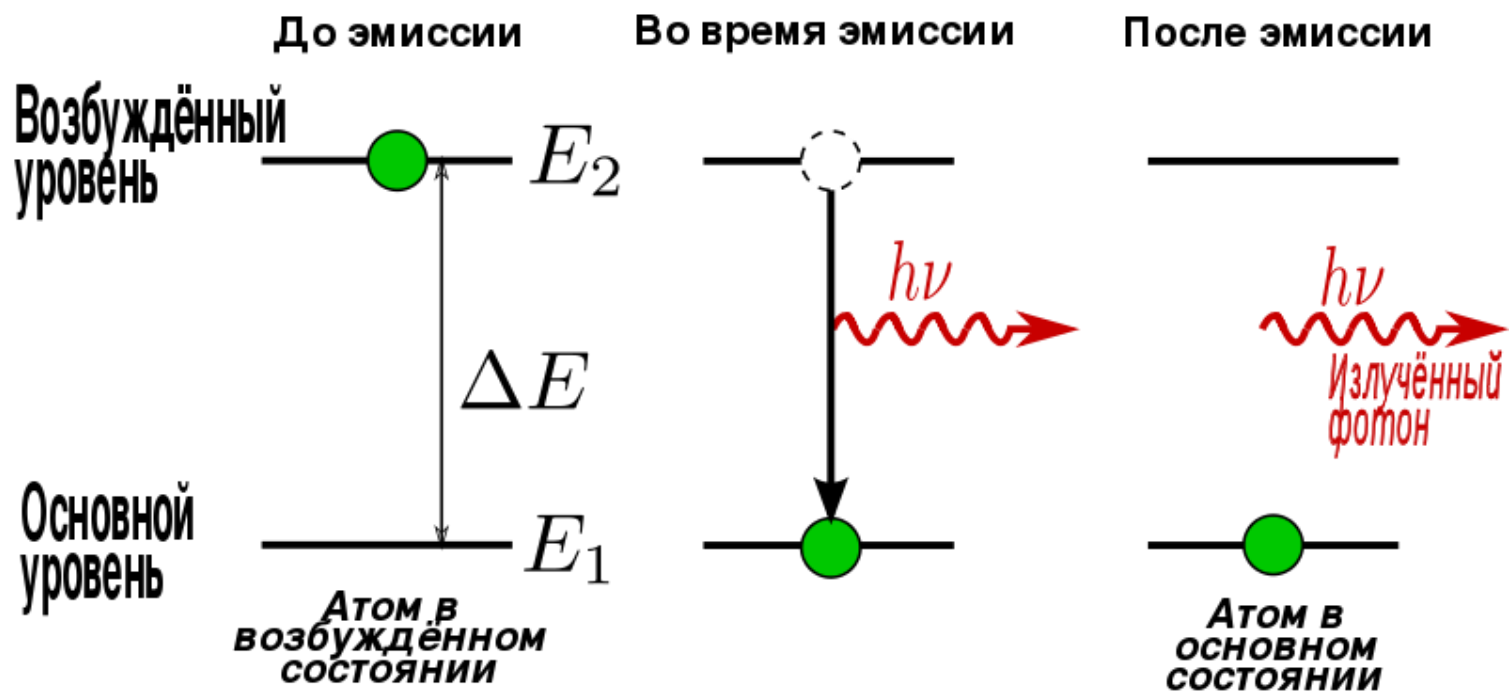 До эмиссии
Во время эмиссии
После эмиссии
Возбуждённый
уровень
E₂
hν
hν
ΔE
Излучённый
фотон
Основной
уровень
E₁
Атом в
возбуждённом
состоянии
Атом в
основном
состоянии